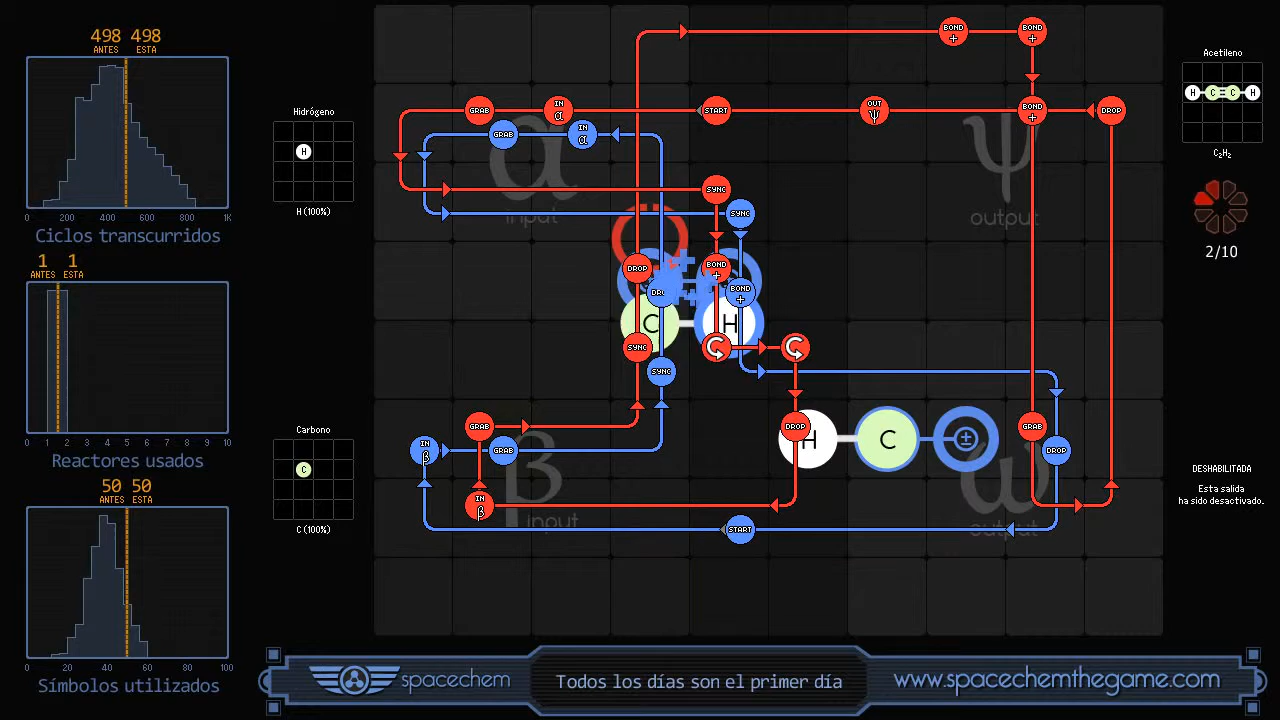 498 498
ANTES ESTA
0 200 400 600 800 1K
Ciclos transcurridos
1 1
ANTES ESTA
0 1 2 3 4 5 6 7 8 9 10
Reactores usados
50 50
ANTES ESTA
0 20 40 60 80 100
Símbolos utilizados
Hidrógeno
H
H (100%)
Carbono
C
C (100%)
BOND +
BOND +
GRAB
IN α
START
OUT ψ
BOND +
DROP
GRAB
IN α
α
input
ψ
output
SYNC
SYNC
DROP
BOND +
BOND +
C
H
SYNC
SYNC
GRAB
DROP
H
C
±
GRAB
IN β
GRAB
DROP
β
input
ω
output
IN β
START
Acetileno
H C C H
C₂H₂
2/10
DESHABILITADA
Esta salida
ha sido desactivado.
spacechem
Todos los días son el primer día
www.spacechemthegame.com